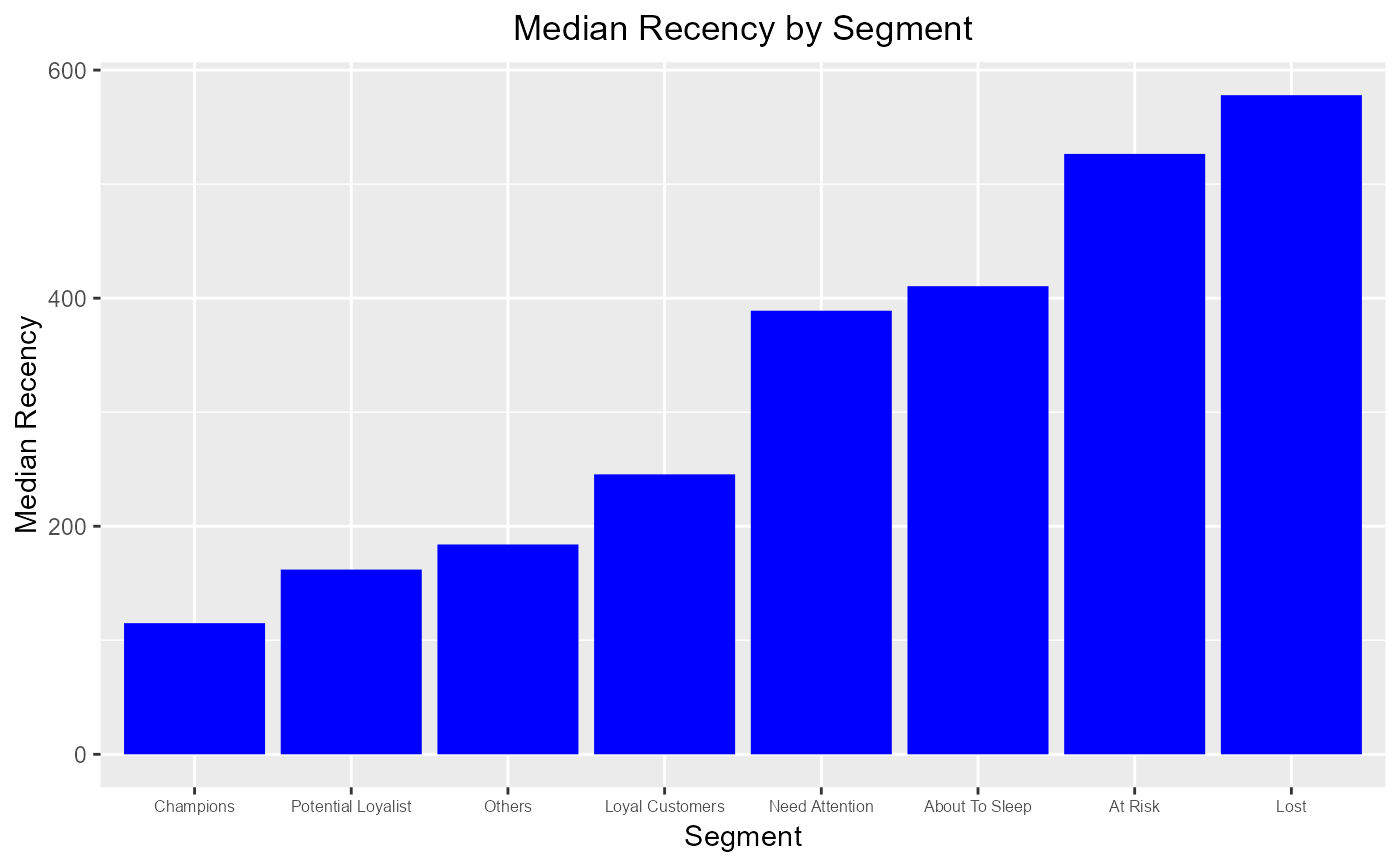 Median Recency by Segment
Median Recency
600
400
200
0
Champions Potential Loyalist Others Loyal Customers Need Attention About To Sleep At Risk Lost
Segment